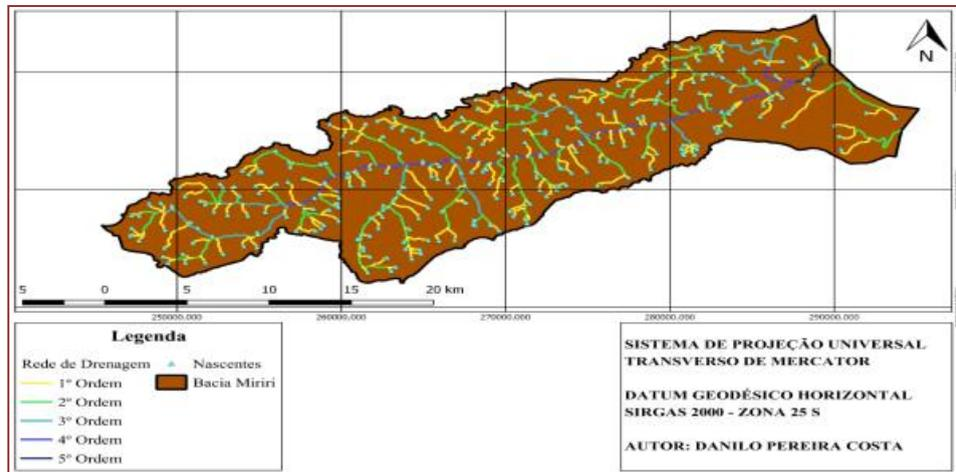 N
5 0 5 10 15 20 km
250000.000 260000.000 270000.000 280000.000 290000.000
Legenda
Rede de Drenagem
1º Ordem
2º Ordem
3º Ordem
4º Ordem
5º Ordem
Nascentes
Bacia Miriri
SISTEMA DE PROJEÇÃO UNIVERSAL
TRANSVERSO DE MERCATOR
DATUM GEODÉSICO HORIZONTAL
SIRGAS 2000 - ZONA 25 S
AUTOR: DANILO PEREIRA COSTA